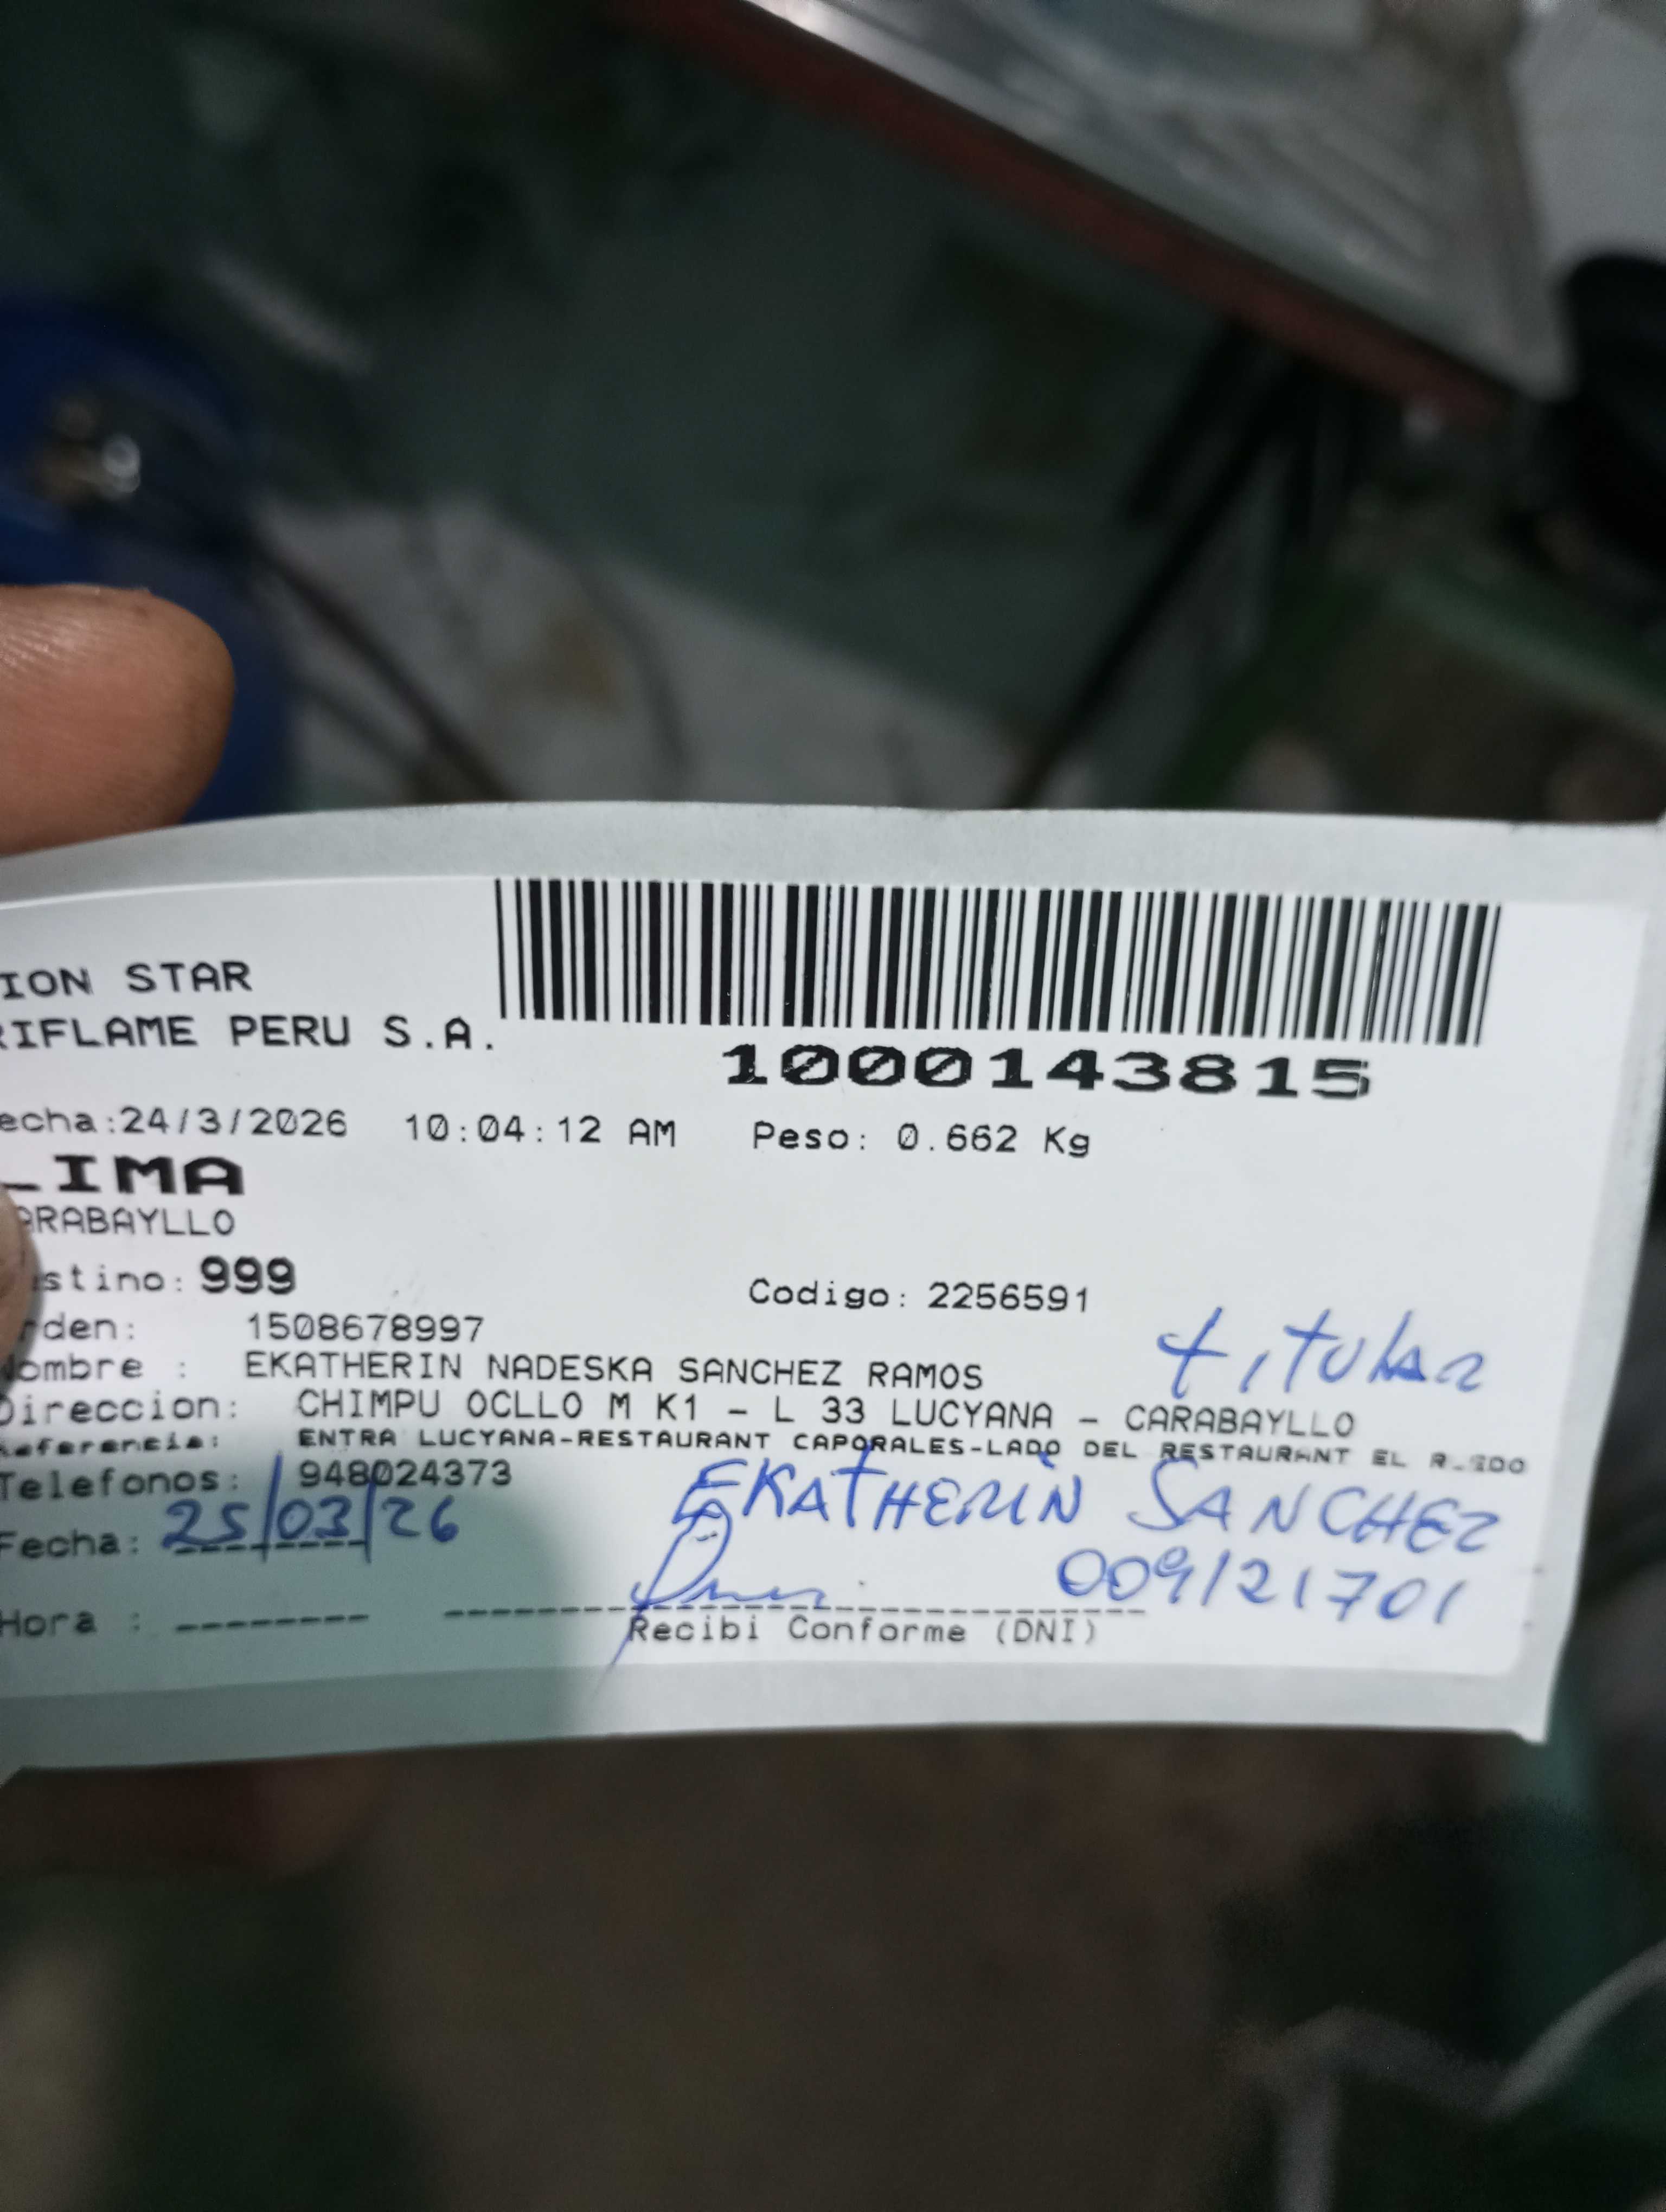 ION STAR
RIFLAME PERU S.A.
1000143815
echa:24/3/2026 10:04:12 AM Peso: 0.662 Kg
LIMA
ARABAYLLO
stino: 999
Codigo: 2256591
rden: 1508678997
Nombre : EKATHERIN NADESKA SANCHEZ RAMOS
titular
Direccion: CHIMPU OCLLO M K1 - L 33 LUCYANA - CARABAYLLO
Referencia: ENTRA LUCYANA-RESTAURANT CAPORALES-LADO DEL RESTAURANT EL
Telefonos: 948024373
EKATHERIN SANCHEZ
Fecha: 25/03/26
009121701
Hora :
Recibi Conforme (DNI)